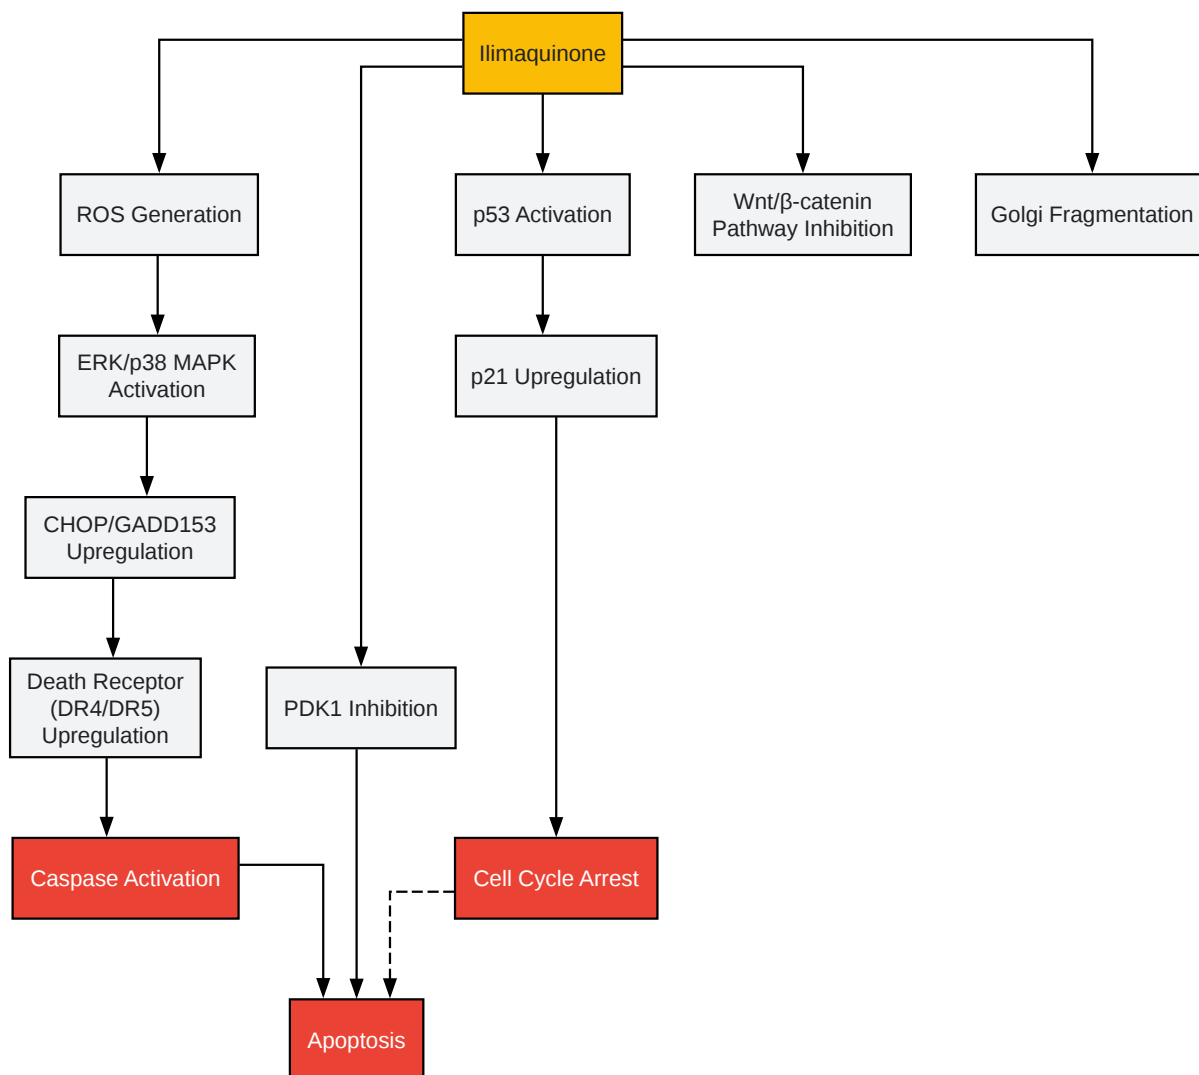 Ilimaquinone
ROS Generation
p53 Activation
Wnt/β-catenin
Pathway Inhibition
Golgi Fragmentation
ERK/p38 MAPK
Activation
p21 Upregulation
CHOP/GADD153
Upregulation
Death Receptor
(DR4/DR5)
Upregulation
PDK1 Inhibition
Caspase Activation
Cell Cycle Arrest
Apoptosis